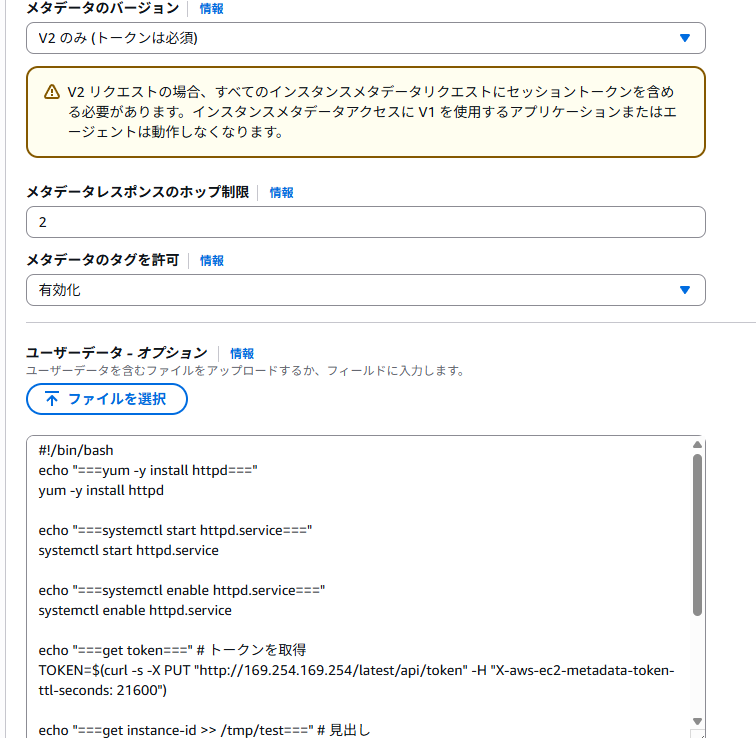 メタデータのバージョン 情報
V2 のみ (トークンは必須)
V2 リクエストの場合、すべてのインスタンスメタデータリクエストにセッショントークンを含め
る必要があります。インスタンスメタデータアクセスに V1 を使用するアプリケーションまたはエ
ージェントは動作しなくなります。
メタデータレスポンスのホップ制限 情報
2
メタデータのタグを許可 情報
有効化
ユーザーデータ - オプション 情報
ユーザーデータを含むファイルをアップロードするか、フィールドに入力します。
ファイルを選択
#!/bin/bash
echo "===yum -y install httpd==="
yum -y install httpd
echo "===systemctl start httpd.service==="
systemctl start httpd.service
echo "===systemctl enable httpd.service==="
systemctl enable httpd.service
echo "===get token===" # トークンを取得
TOKEN=$(curl -s -X PUT "http://169.254.169.254/latest/api/token" -H "X-aws-ec2-metadata-token-
ttl-seconds: 21600")
echo "===get instance-id >> /tmp/test===" # 見出し